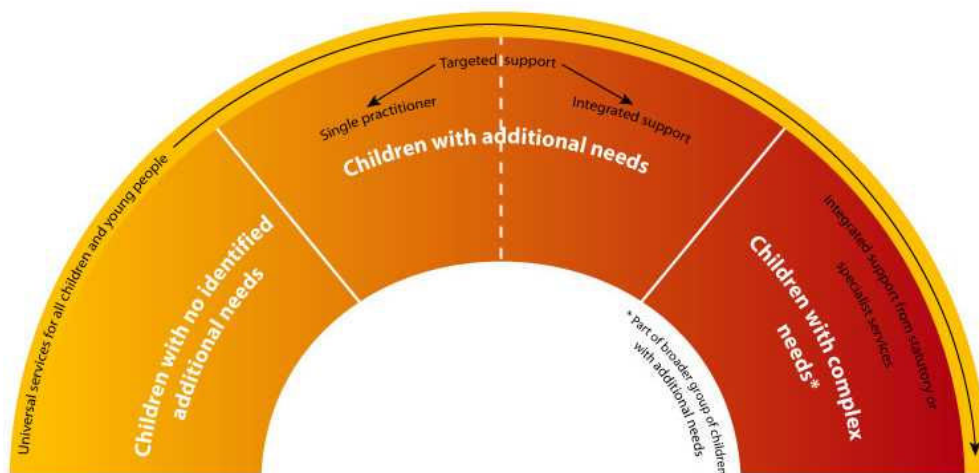 Universal services for all children and young people
Children with no identified
additional needs
Targeted support
Single practitioner
Integrated support
Children with additional needs
Integrated support from statutory or
specialist services
Children with complex
needs*
* Part of broader group of children
with additional needs